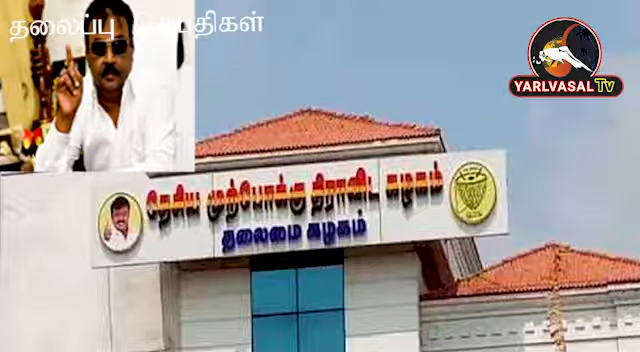 தலைப்பு செய்திகள்
YARLVASAL TV
தேசிய முற்போக்கு திராவிட கழகம்
தலைமை கழகம்